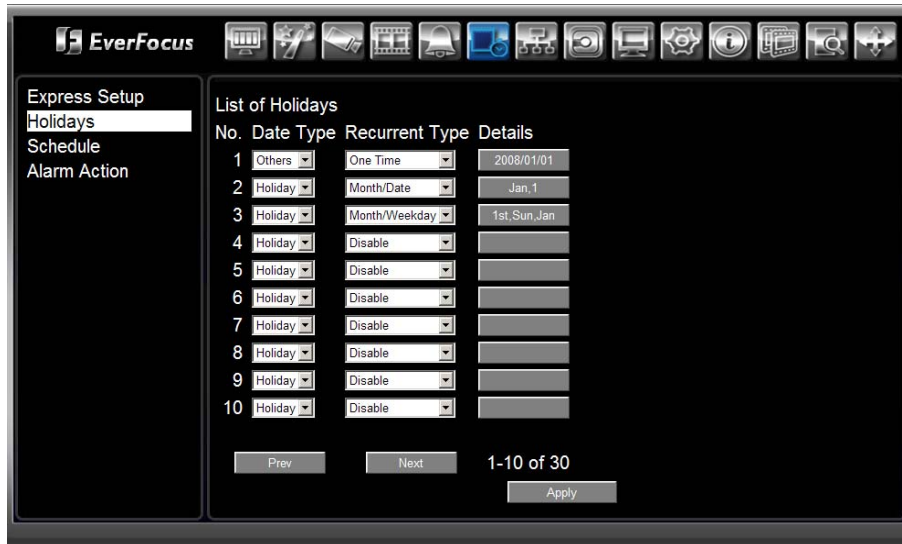 EverFocus
Express Setup
Holidays
Schedule
Alarm Action
List of Holidays
No. Date Type Recurrent Type Details
1 Others One Time 2008/01/01
2 Holiday Month/Date Jan,1
3 Holiday Month/Weekday 1st,Sun,Jan
4 Holiday Disable
5 Holiday Disable
6 Holiday Disable
7 Holiday Disable
8 Holiday Disable
9 Holiday Disable
10 Holiday Disable
Prev Next 1-10 of 30
Apply